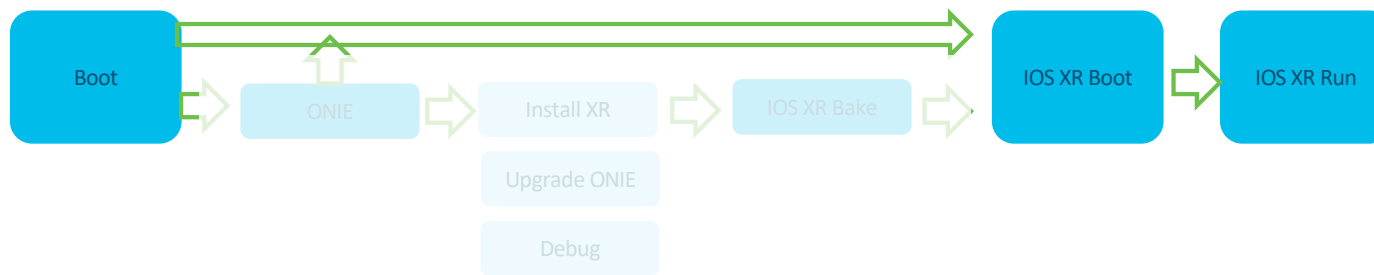 Boot
ONIE
Install XR
IOS XR Bake
IOS XR Boot
IOS XR Run
Upgrade ONIE
Debug